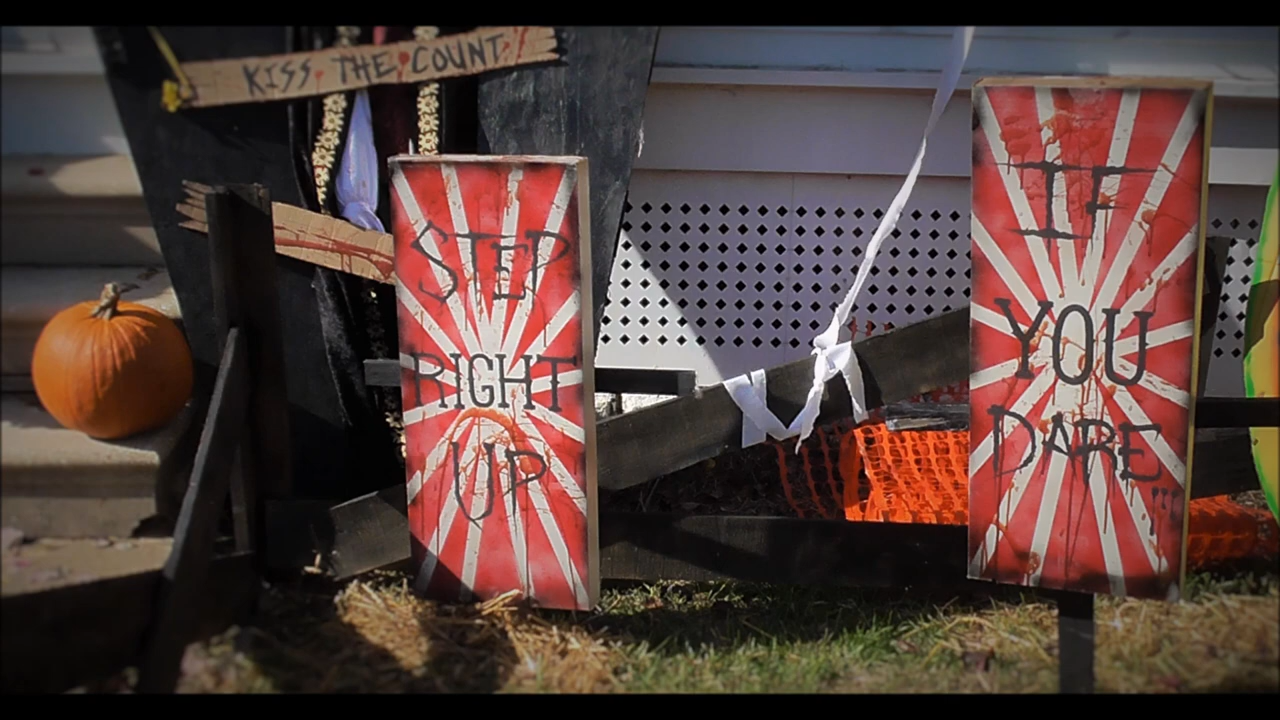 KISS THE COUNT
STEP
RIGHT
UP
IF
YOU
DARE
...